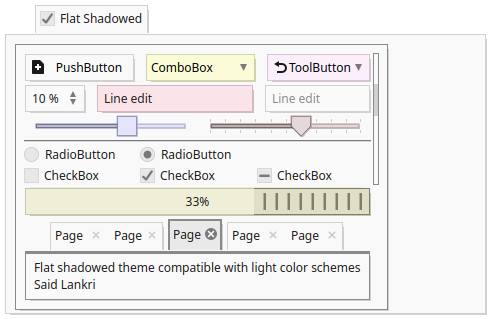 Flat Shadowed
PushButton ComboBox ToolButton
10 % Line edit Line edit
RadioButton RadioButton
CheckBox CheckBox CheckBox
33%
Page Page Page Page Page
Flat shadowed theme compatible with light color schemes
Said Lankri